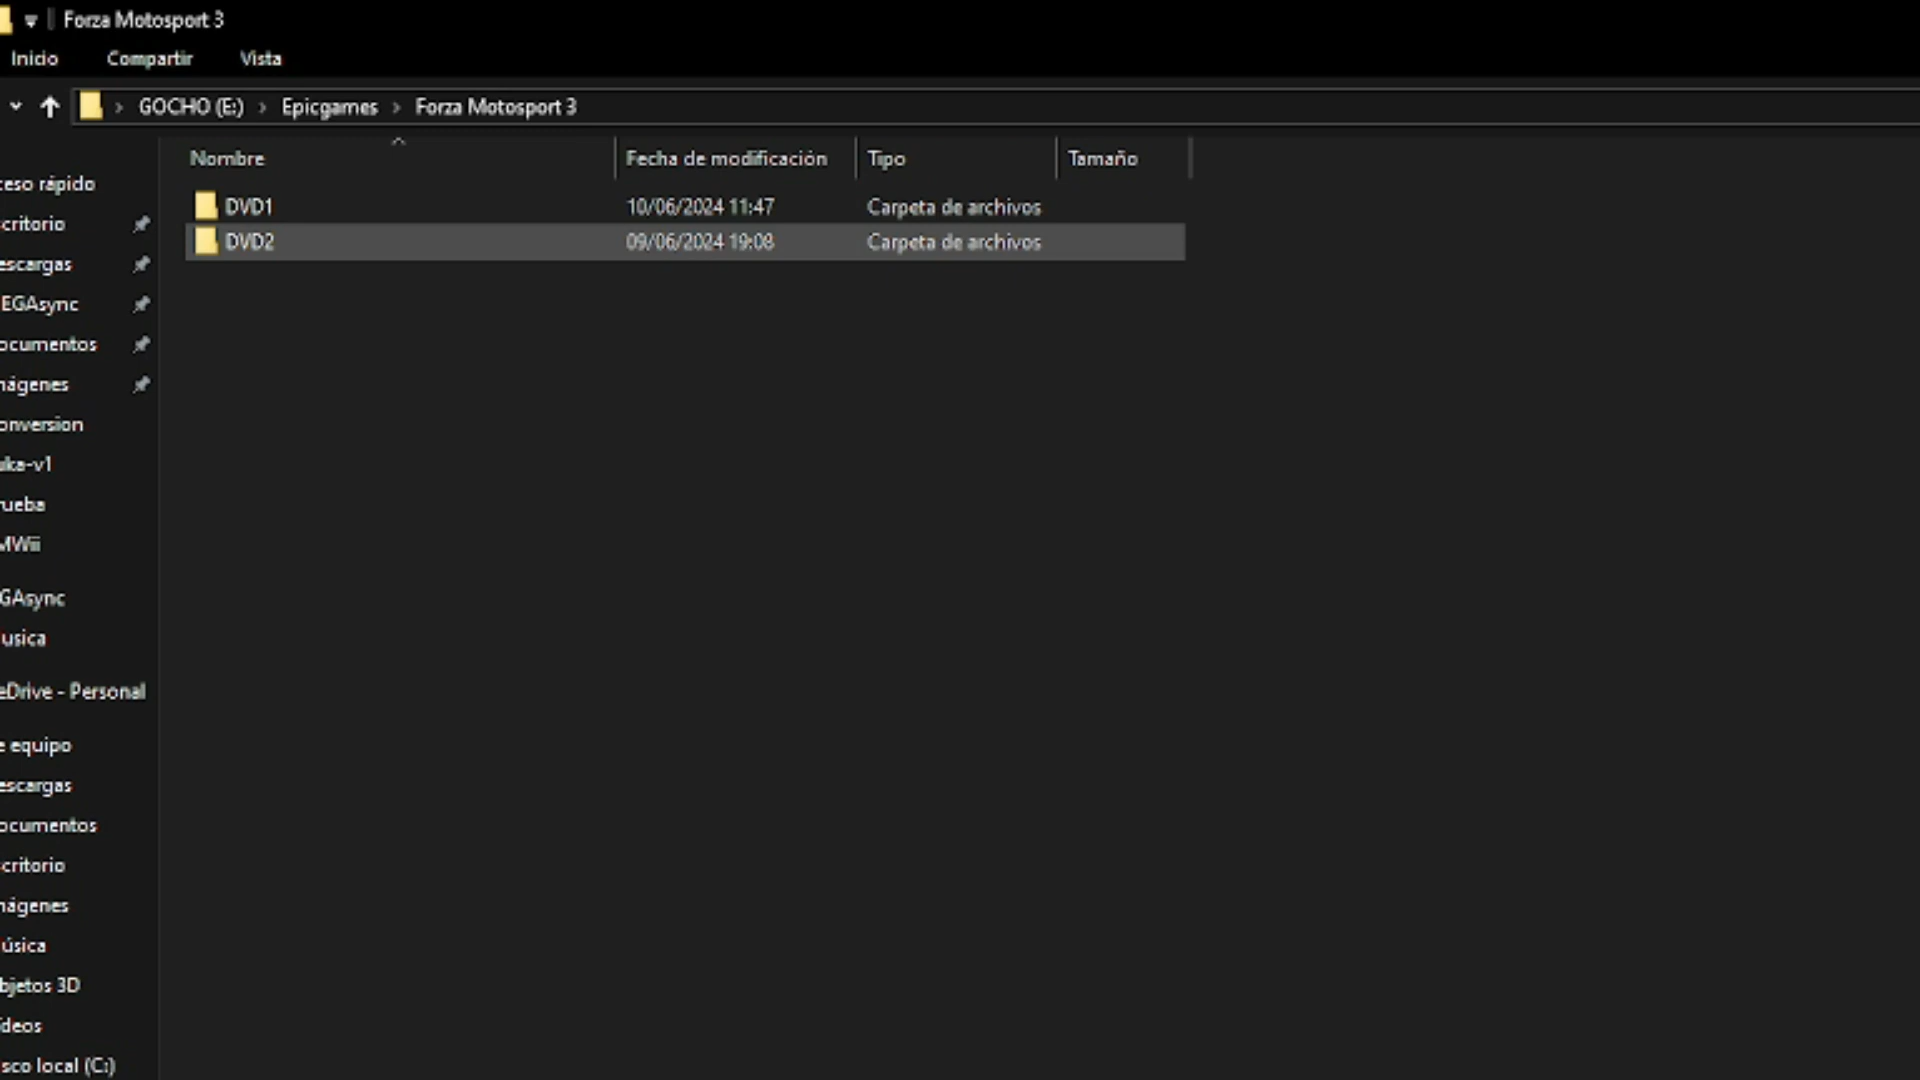 Forza Motosport 3
Inicio Compartir Vista
GOCHO (E:) > Epicgames > Forza Motosport 3
Nombre Fecha de modificación Tipo Tamaño
DVD1 10/06/2024 11:47 Carpeta de archivos
DVD2 09/06/2024 19:08 Carpeta de archivos
ceso rápido
critorio
escargas
EGAsync
ocumentos
nágenes
onversion
uka-v1
rueba
MWii
GAsync
usica
eDrive - Personal
e equipo
escargas
ocumentos
critorio
nágenes
úsica
bjetos 3D
ídeos
sco local (C:)